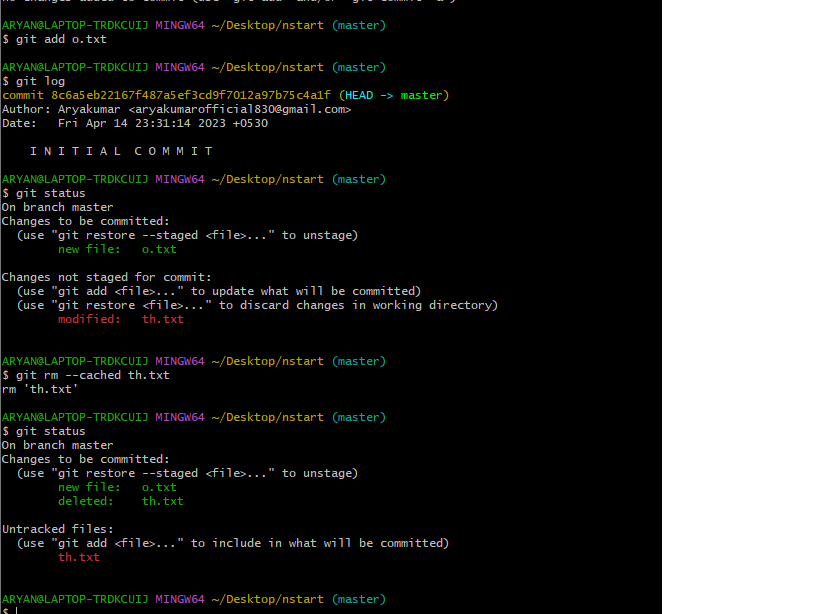 ARYAN@LAPTOP-TRDKCUIJ MINGW64 ~/Desktop/nstart (master)
$ git add o.txt
ARYAN@LAPTOP-TRDKCUIJ MINGW64 ~/Desktop/nstart (master)
$ git log
commit 8c6a5eb22167f487a5ef3cd9f7012a97b75c4a1f (HEAD -> master)
Author: Aryakumar <aryakumarofficial830@gmail.com>
Date:   Fri Apr 14 23:31:14 2023 +0530
I N I T I A L  C O M M I T
ARYAN@LAPTOP-TRDKCUIJ MINGW64 ~/Desktop/nstart (master)
$ git status
On branch master
Changes to be committed:
(use "git restore --staged <file>..." to unstage)
new file:   o.txt
Changes not staged for commit:
(use "git add <file>..." to update what will be committed)
(use "git restore <file>..." to discard changes in working directory)
modified:   th.txt
ARYAN@LAPTOP-TRDKCUIJ MINGW64 ~/Desktop/nstart (master)
$ git rm --cached th.txt
rm 'th.txt'
ARYAN@LAPTOP-TRDKCUIJ MINGW64 ~/Desktop/nstart (master)
$ git status
On branch master
Changes to be committed:
(use "git restore --staged <file>..." to unstage)
new file:   o.txt
deleted:    th.txt
Untracked files:
(use "git add <file>..." to include in what will be committed)
th.txt
ARYAN@LAPTOP-TRDKCUIJ MINGW64 ~/Desktop/nstart (master)
$